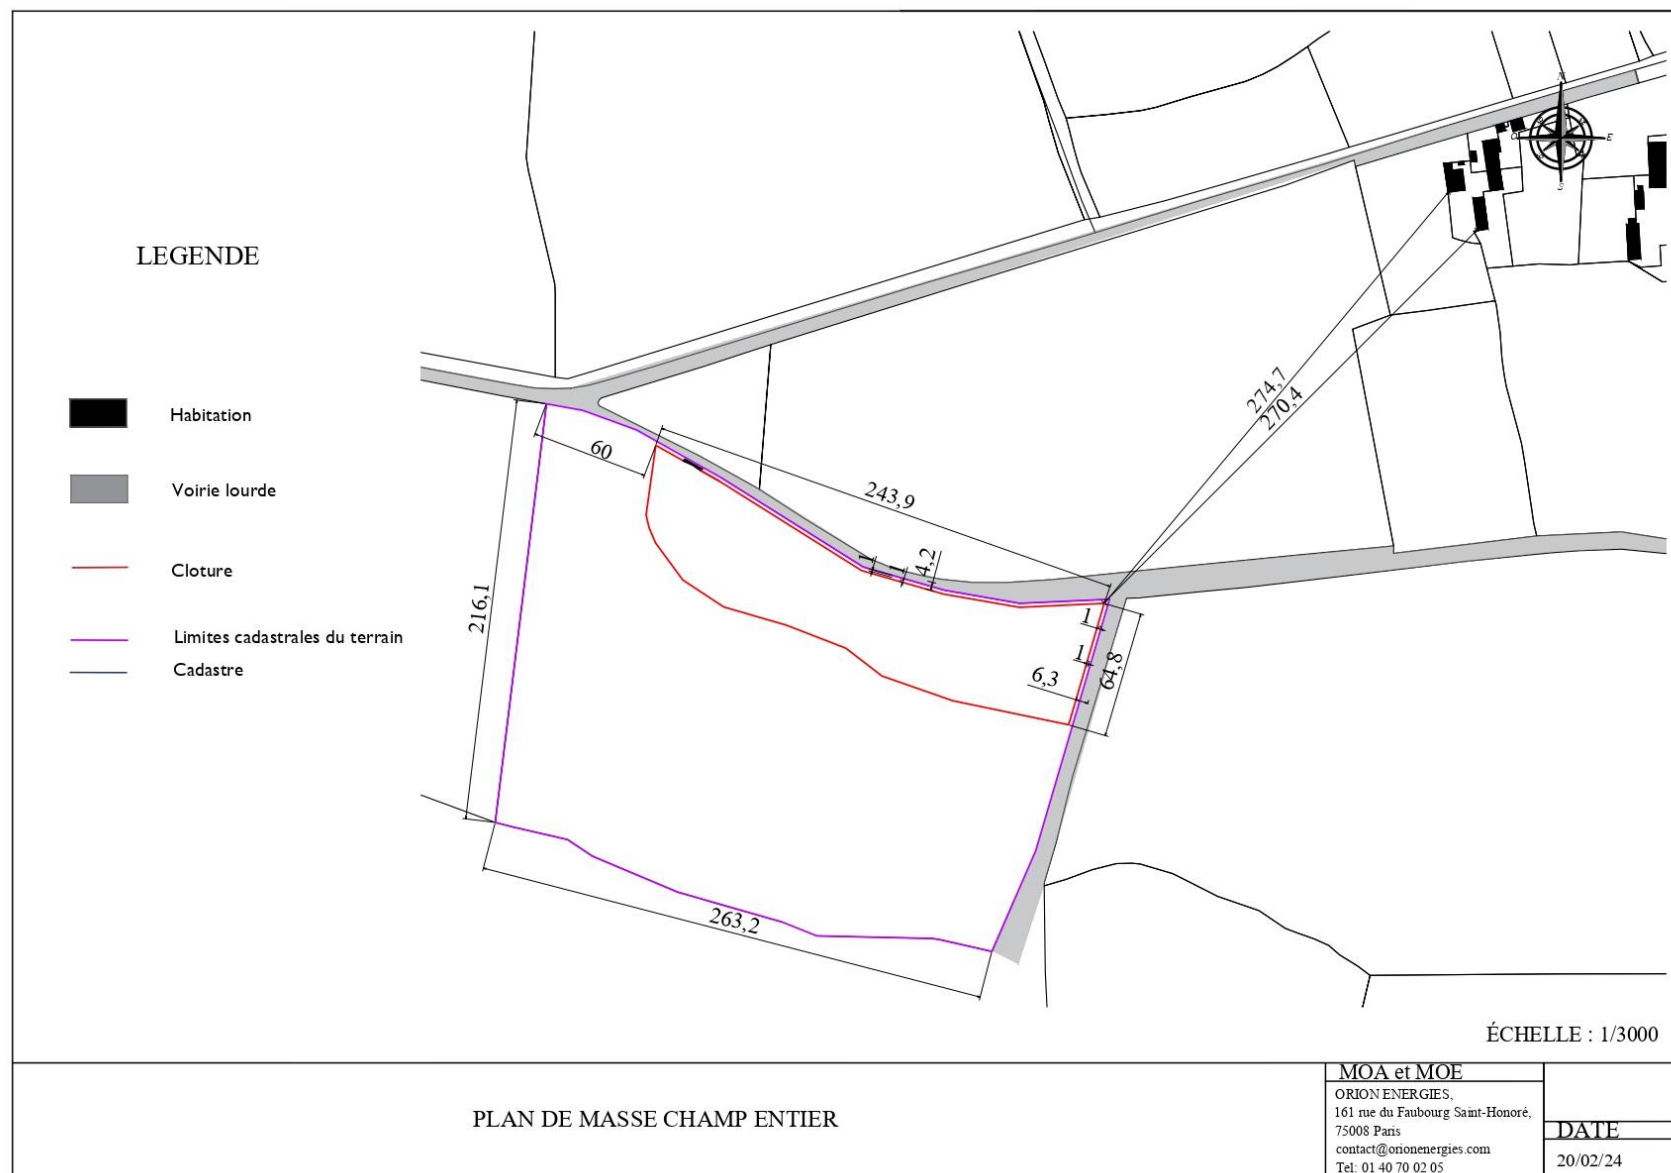 N
O
E
S
LEGENDE
Habitation
Voirie lourde
Cloture
Limites cadastrales du terrain
Cadastre
274,7
270,4
60
243,9
1
1
4,2
216,1
1
1
6,3
64,8
263,2
ÉCHELLE : 1/3000
PLAN DE MASSE CHAMP ENTIER
MOA et MOE
ORION ENERGIES,
161 rue du Faubourg Saint-Honoré,
75008 Paris
contact@orionenergies.com
Tel: 01 40 70 02 05
DATE
20/02/24